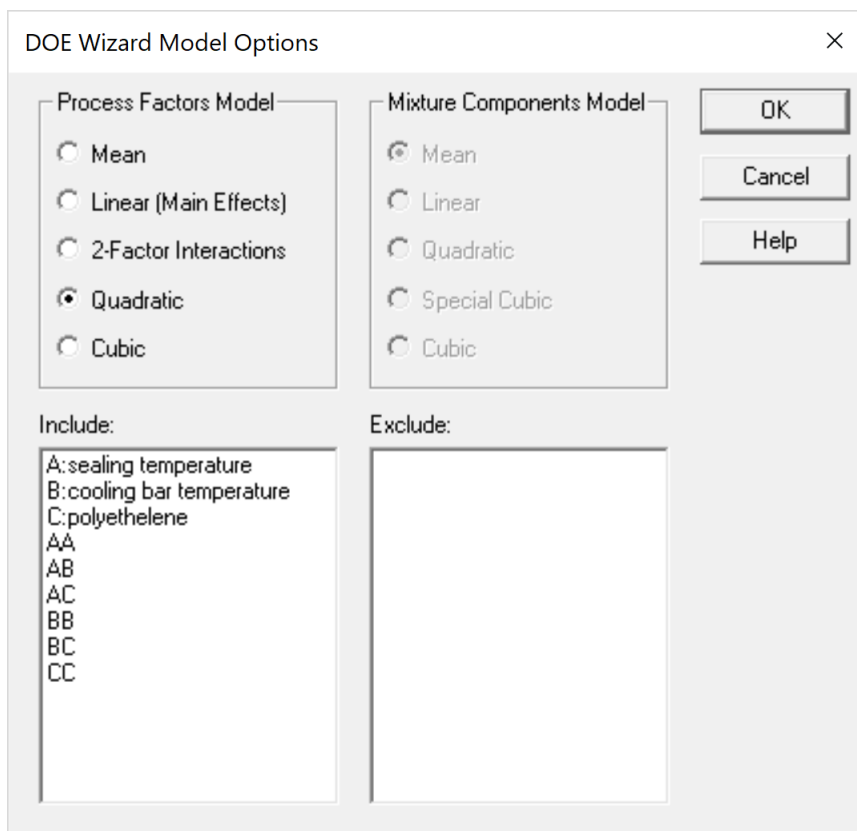 DOE Wizard Model Options
Process Factors Model
Mean
Linear (Main Effects)
2-Factor Interactions
Quadratic
Cubic
Mixture Components Model
Mean
Linear
Quadratic
Special Cubic
Cubic
OK
Cancel
Help
Include:
A:sealing temperature
B:cooling bar temperature
C:polyethelene
AA
AB
AC
BB
BC
CC
Exclude: